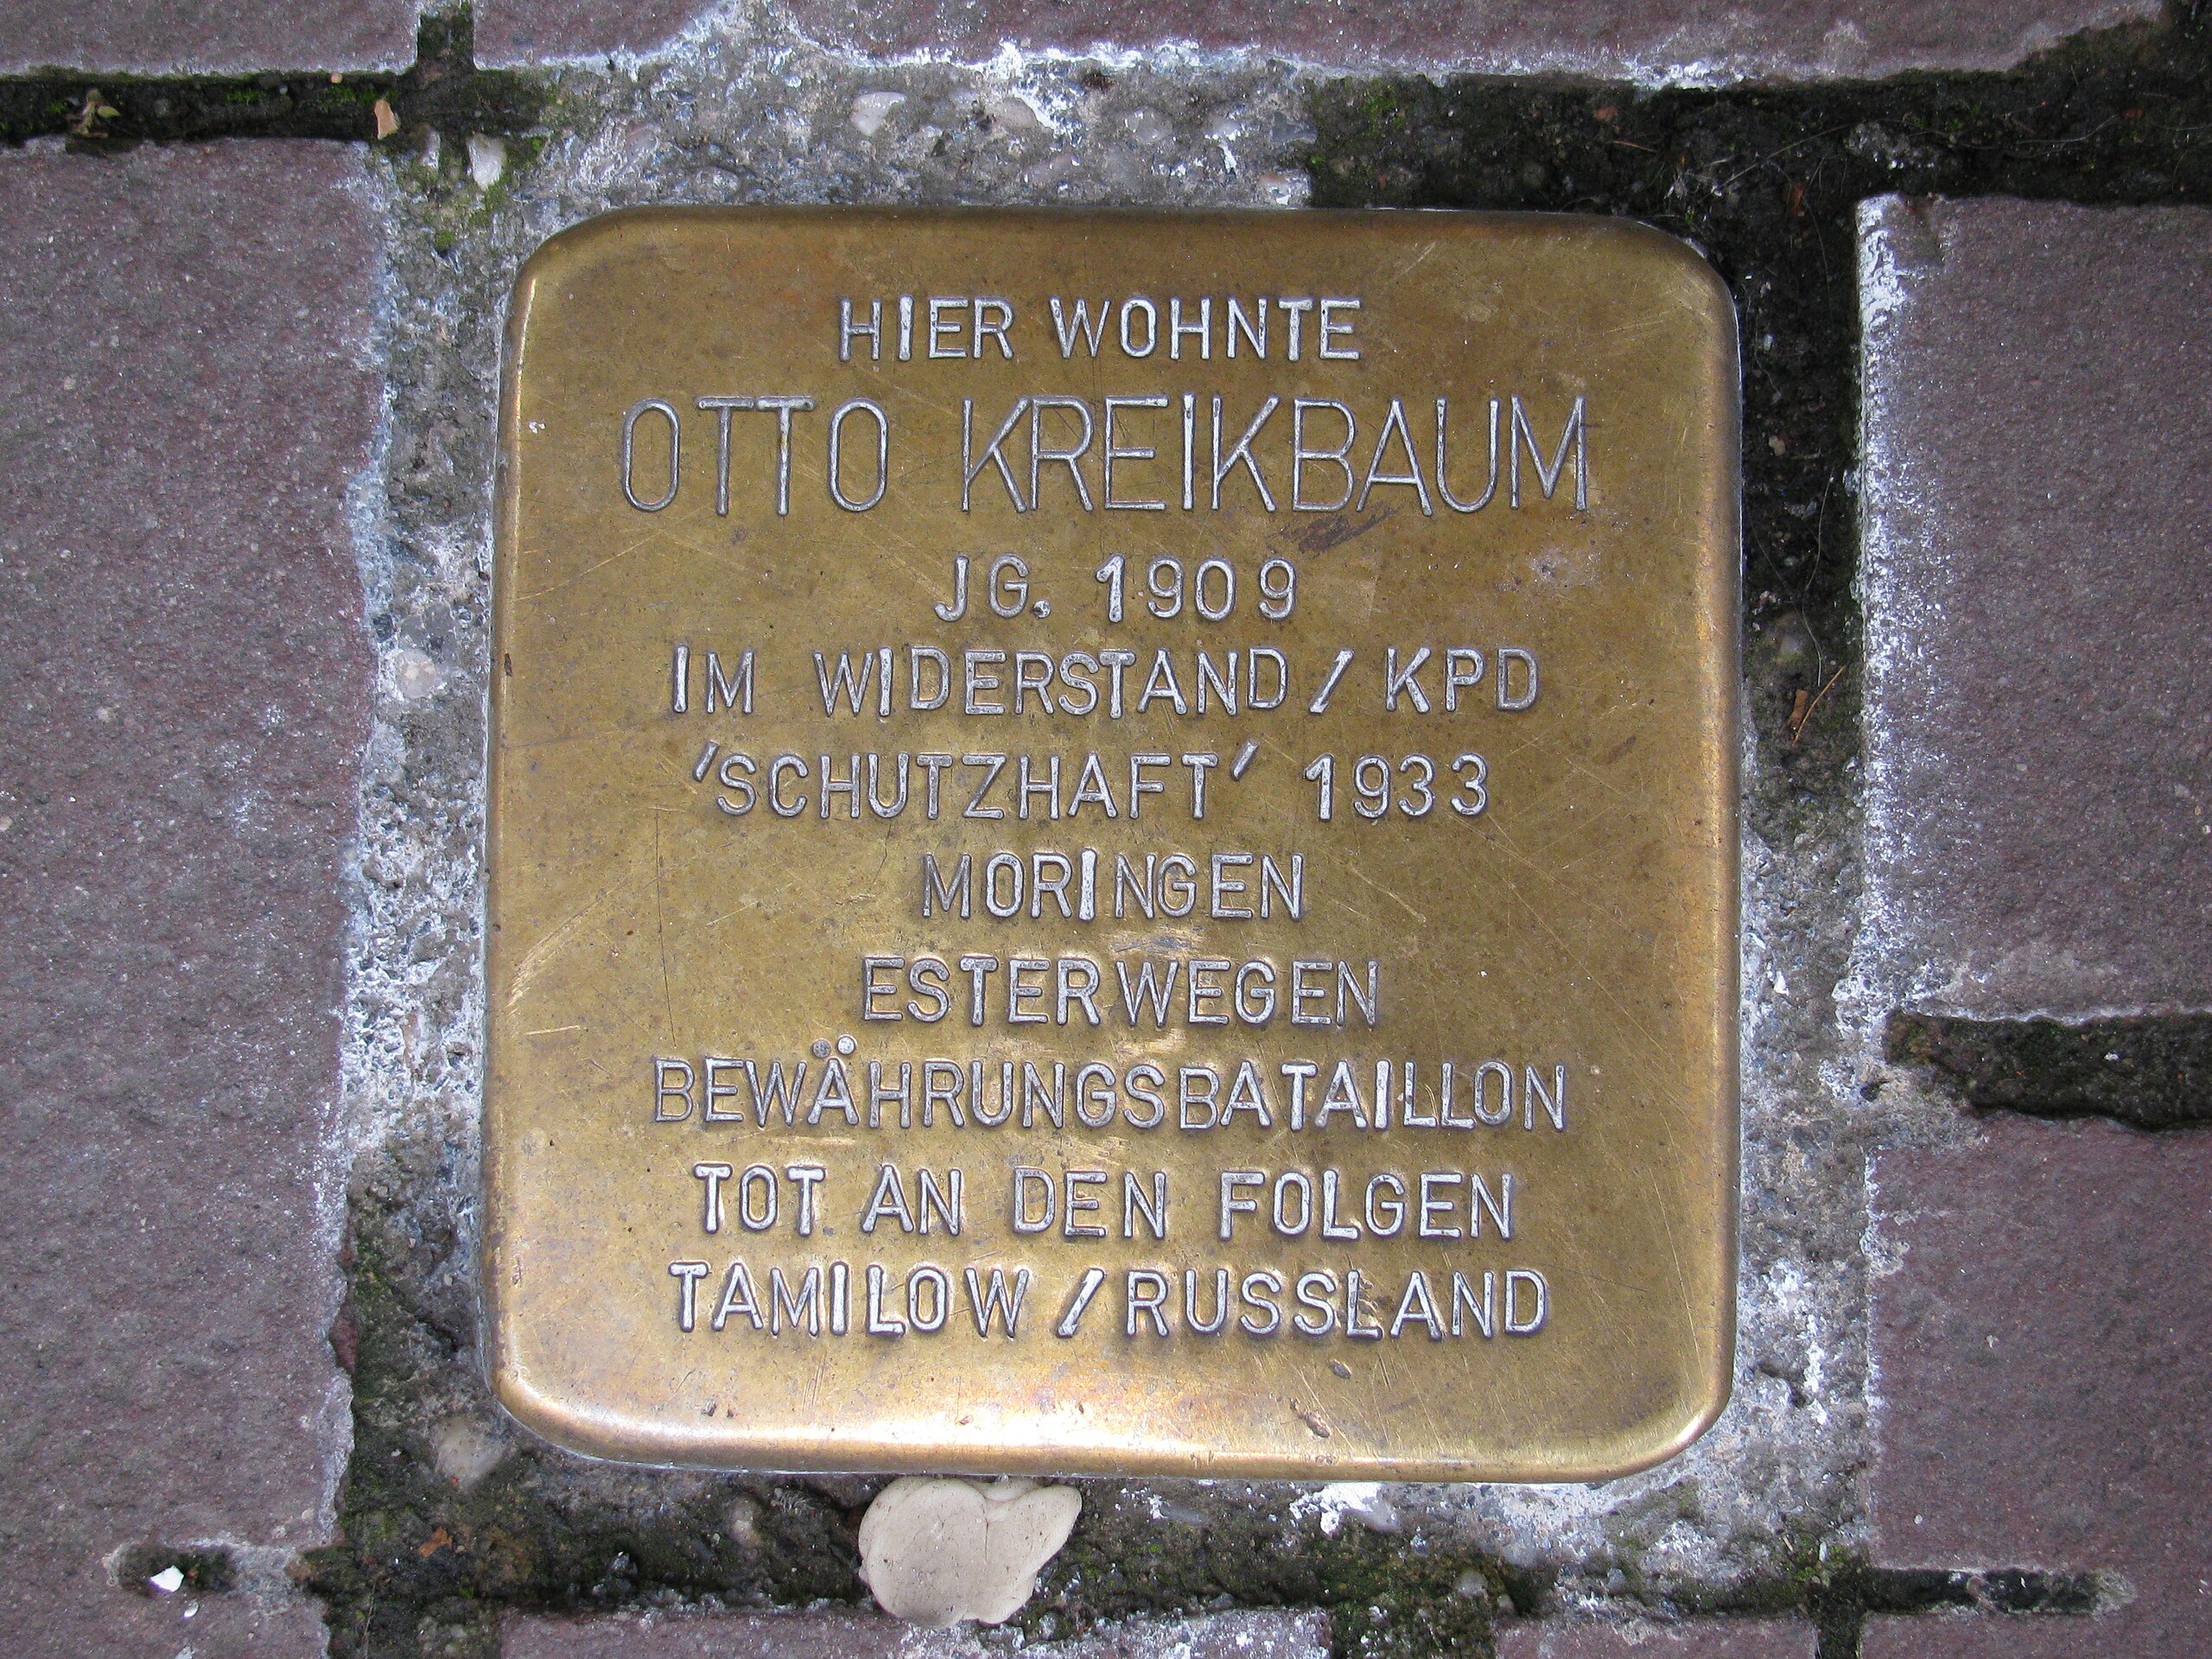 HIER WOHNTE
OTTO KREIKBAUM
JG. 1909
IM WIDERSTAND / KPD
'SCHUTZHAFT' 1933
MORINGEN
ESTERWEGEN
BEWÄHRUNGSBATAILLON
TOT AN DEN FOLGEN
TAMILOW / RUSSLAND